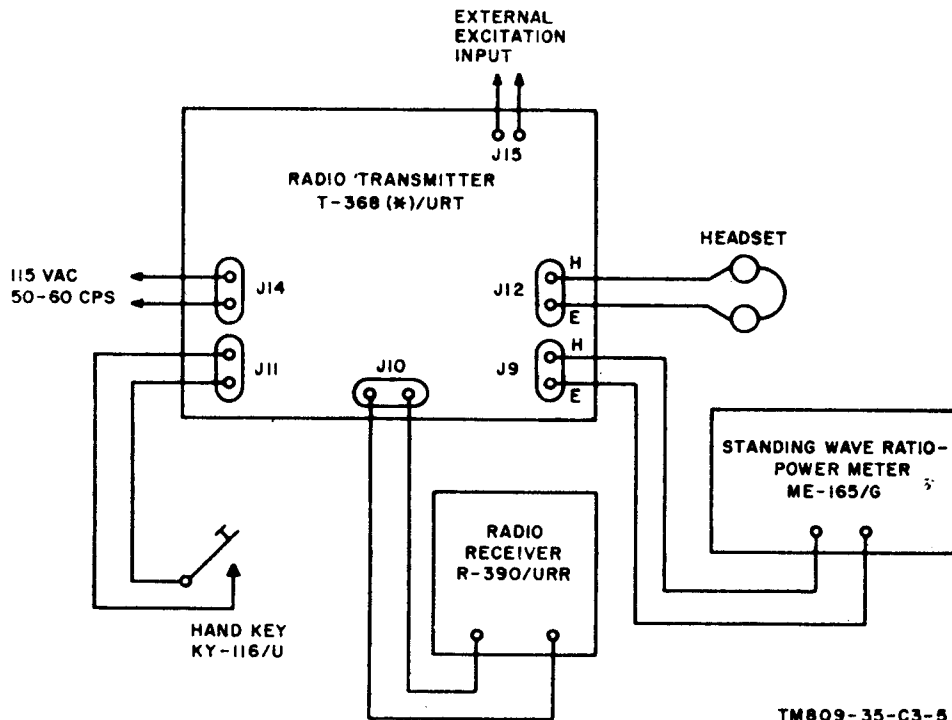 EXTERNAL
EXCITATION
INPUT
J15
RADIO TRANSMITTER
T-368 (*)/URT
HEADSET
115 VAC
50-60 CPS
J14
J12
H
E
J11
J10
J9
H
E
STANDING WAVE RATIO-
POWER METER
ME-165/G
RADIO
RECEIVER
R-390/URR
HAND KEY
KY-116/U
TM809-35-C3-5